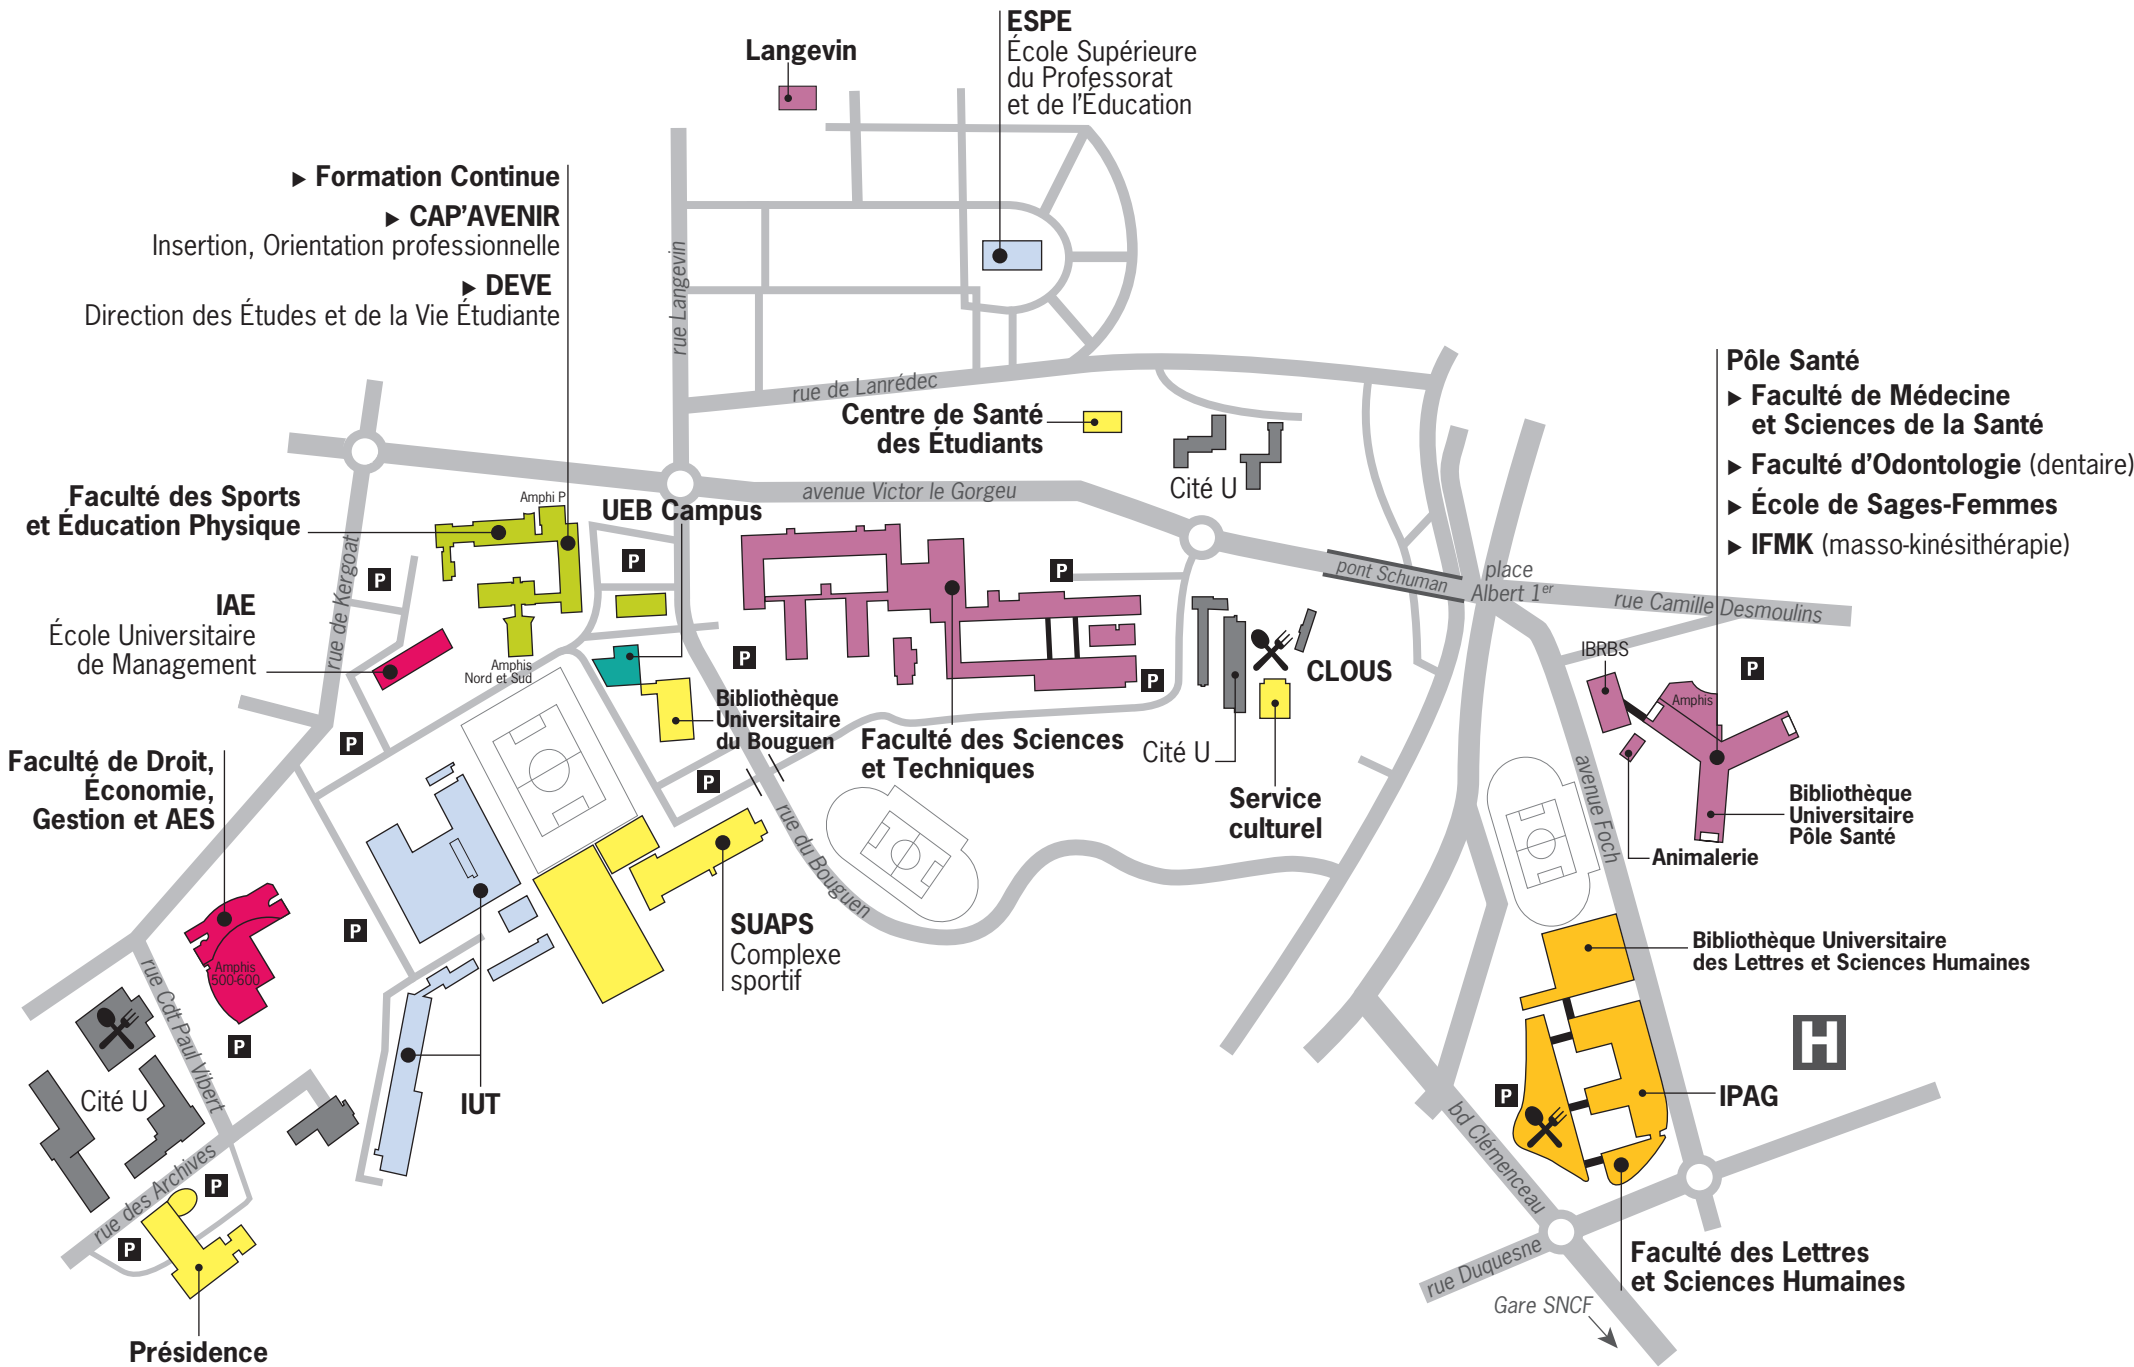 Langevin
ESPE
École Supérieure
du Professorat
et de l'Éducation
▶ Formation Continue
▶ CAP'AVENIR
Insertion, Orientation professionnelle
▶ DEVE
Direction des Études et de la Vie Étudiante
rue Langevin
rue de Lanrédec
Centre de Santé
des Étudiants
Cité U
Pôle Santé
▶ Faculté de Médecine
et Sciences de la Santé
▶ Faculté d'Odontologie (dentaire)
▶ École de Sages-Femmes
▶ IFMK (masso-kinésithérapie)
Faculté des Sports
et Éducation Physique
Amphi P
UEB Campus
avenue Victor le Gorgeu
rue de Kergoat
P
P
P
pont Schuman
place
Albert 1er
rue Camille Desmoulins
IAE
École Universitaire
de Management
Amphis
Nord et Sud
P
P
P
IBRBS
Amphis
CLOUS
Bibliothèque
Universitaire
du Bouguen
Faculté des Sciences
et Techniques
Cité U
P
P
Faculté de Droit,
Économie,
Gestion et AES
Service
culturel
avenue Foch
Bibliothèque
Universitaire
Pôle Santé
Animalerie
rue du Bouguen
P
SUAPS
Complexe
sportif
Amphis
500-600
Bibliothèque Universitaire
des Lettres et Sciences Humaines
rue Cdt Paul Vibert
P
H
Cité U
IUT
P
IPAG
bd Clémenceau
rue des Archives
P
P
Présidence
rue Duquesne
Faculté des Lettres
et Sciences Humaines
Gare SNCF